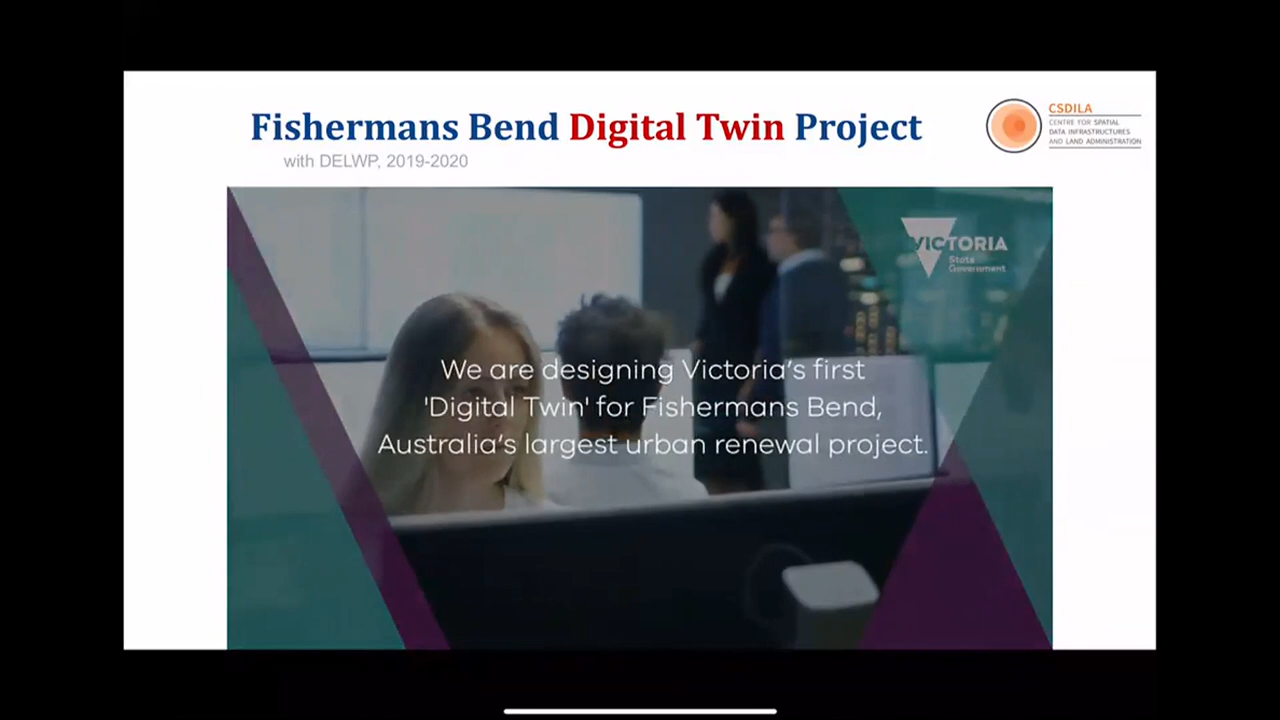 Fishermans Bend Digital Twin Project
with DELWP, 2019-2020
CSDILA
CENTRE FOR SPATIAL
DATA INFRASTRUCTURES
AND LAND ADMINISTRATION
VICTORIA
State
Government
We are designing Victoria's first
'Digital Twin' for Fishermans Bend,
Australia's largest urban renewal project.